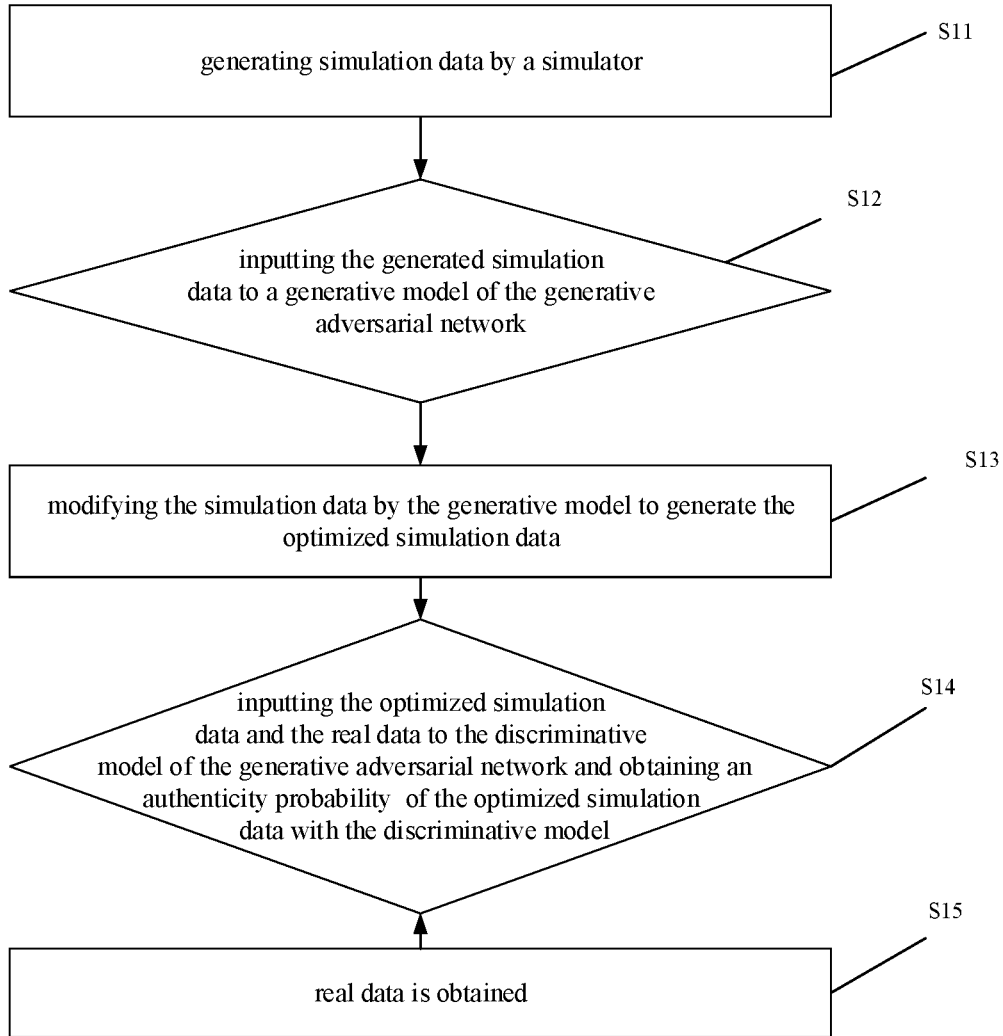 generating simulation data by a simulator
S11
inputting the generated simulation
data to a generative model of the generative
adversarial network
S12
modifying the simulation data by the generative model to generate the
optimized simulation data
S13
inputting the optimized simulation
data and the real data to the discriminative
model of the generative adversarial network and obtaining an
authenticity probability of the optimized simulation
data with the discriminative model
S14
real data is obtained
S15